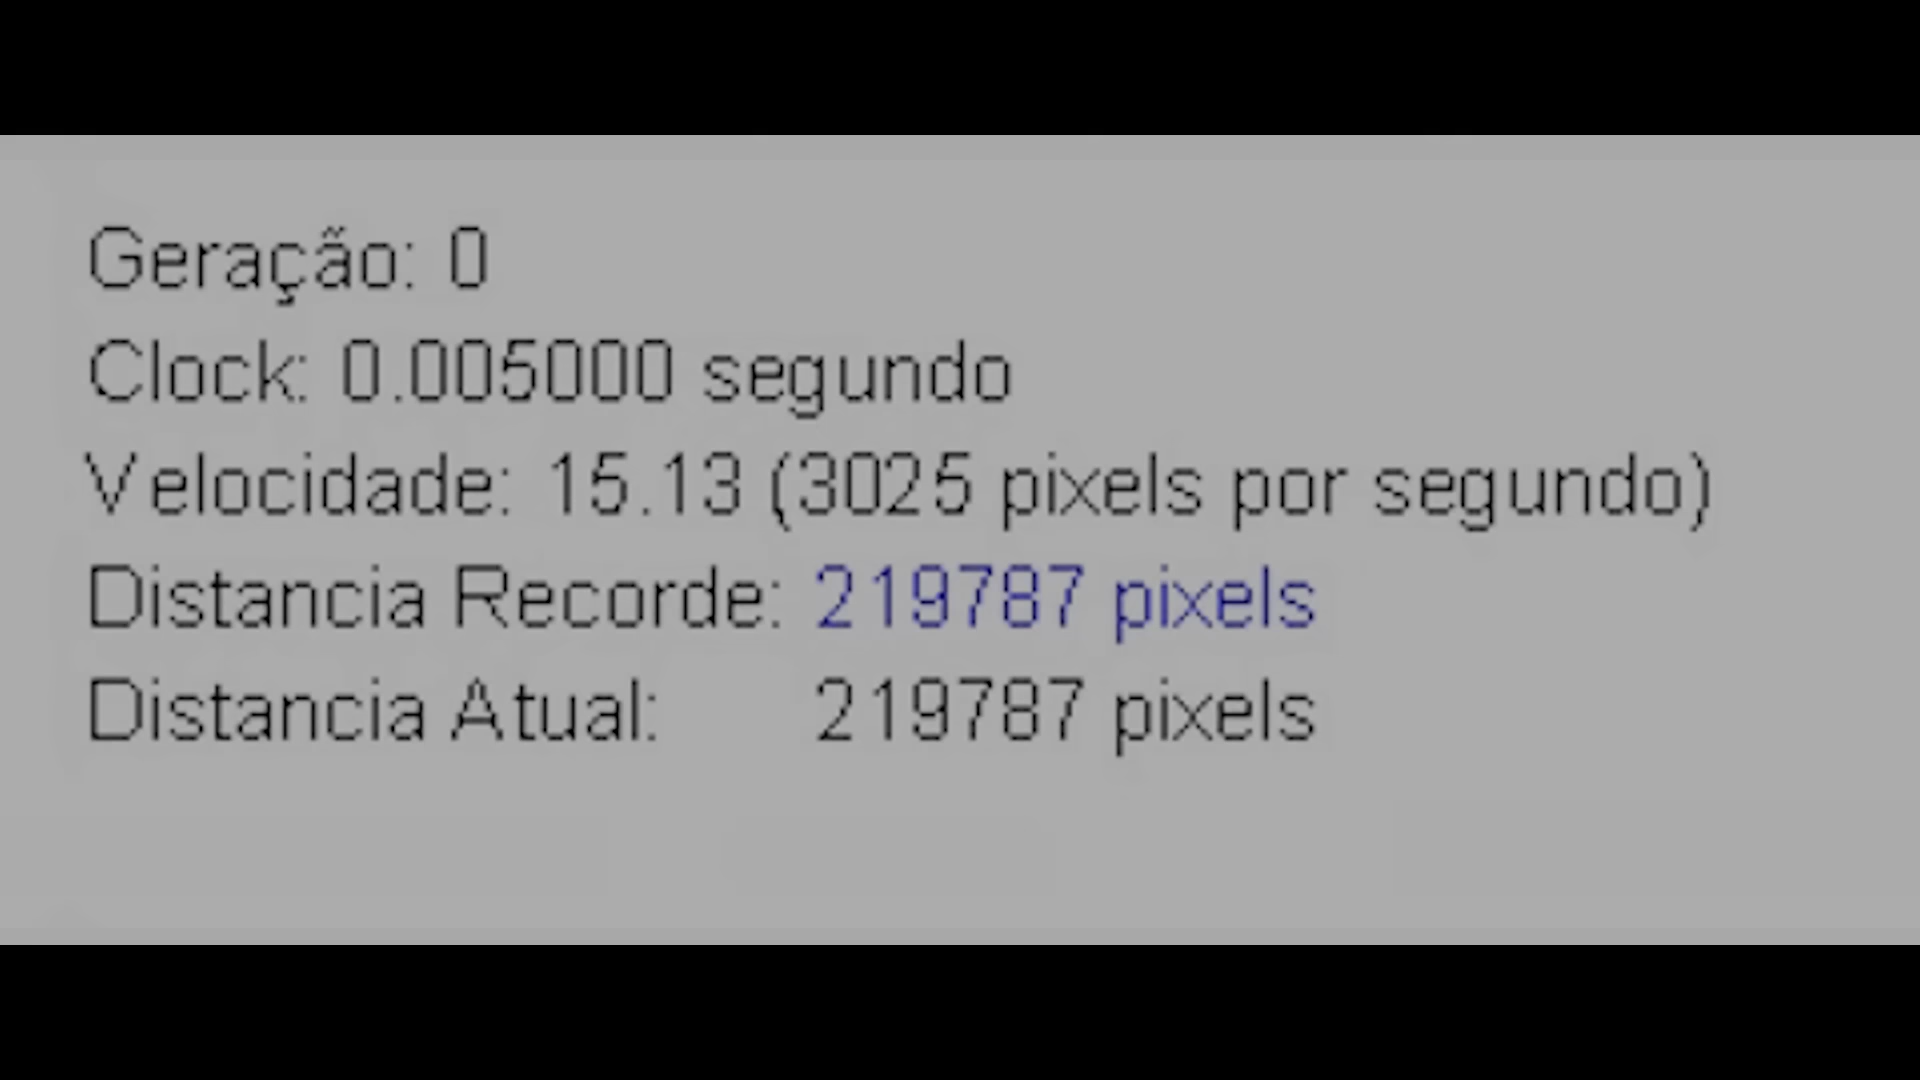 Geração: 0
Clock: 0.005000 segundo
Velocidade: 15.13 (3025 pixels por segundo)
Distancia Recorde: 219787 pixels
Distancia Atual: 219787 pixels